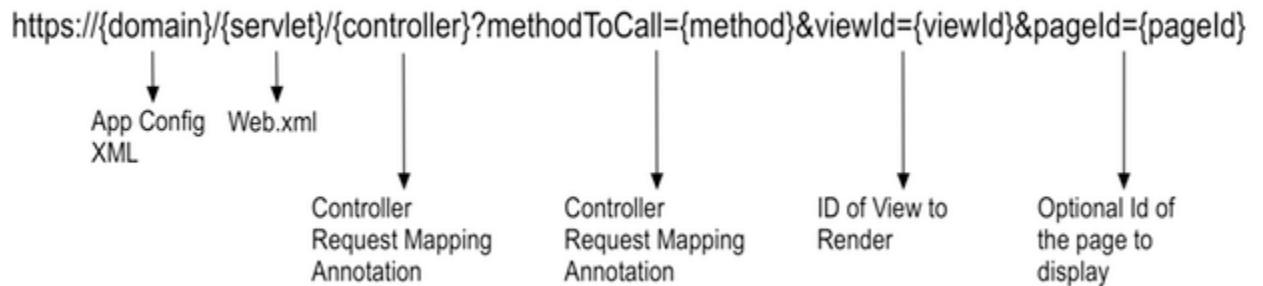 https://{domain}/{servlet}/{controller}?methodToCall={method}&viewId={viewId}&pageId={pageId}
App Config
XML
Web.xml
Controller
Request Mapping
Annotation
Controller
Request Mapping
Annotation
ID of View to
Render
Optional Id of
the page to
display